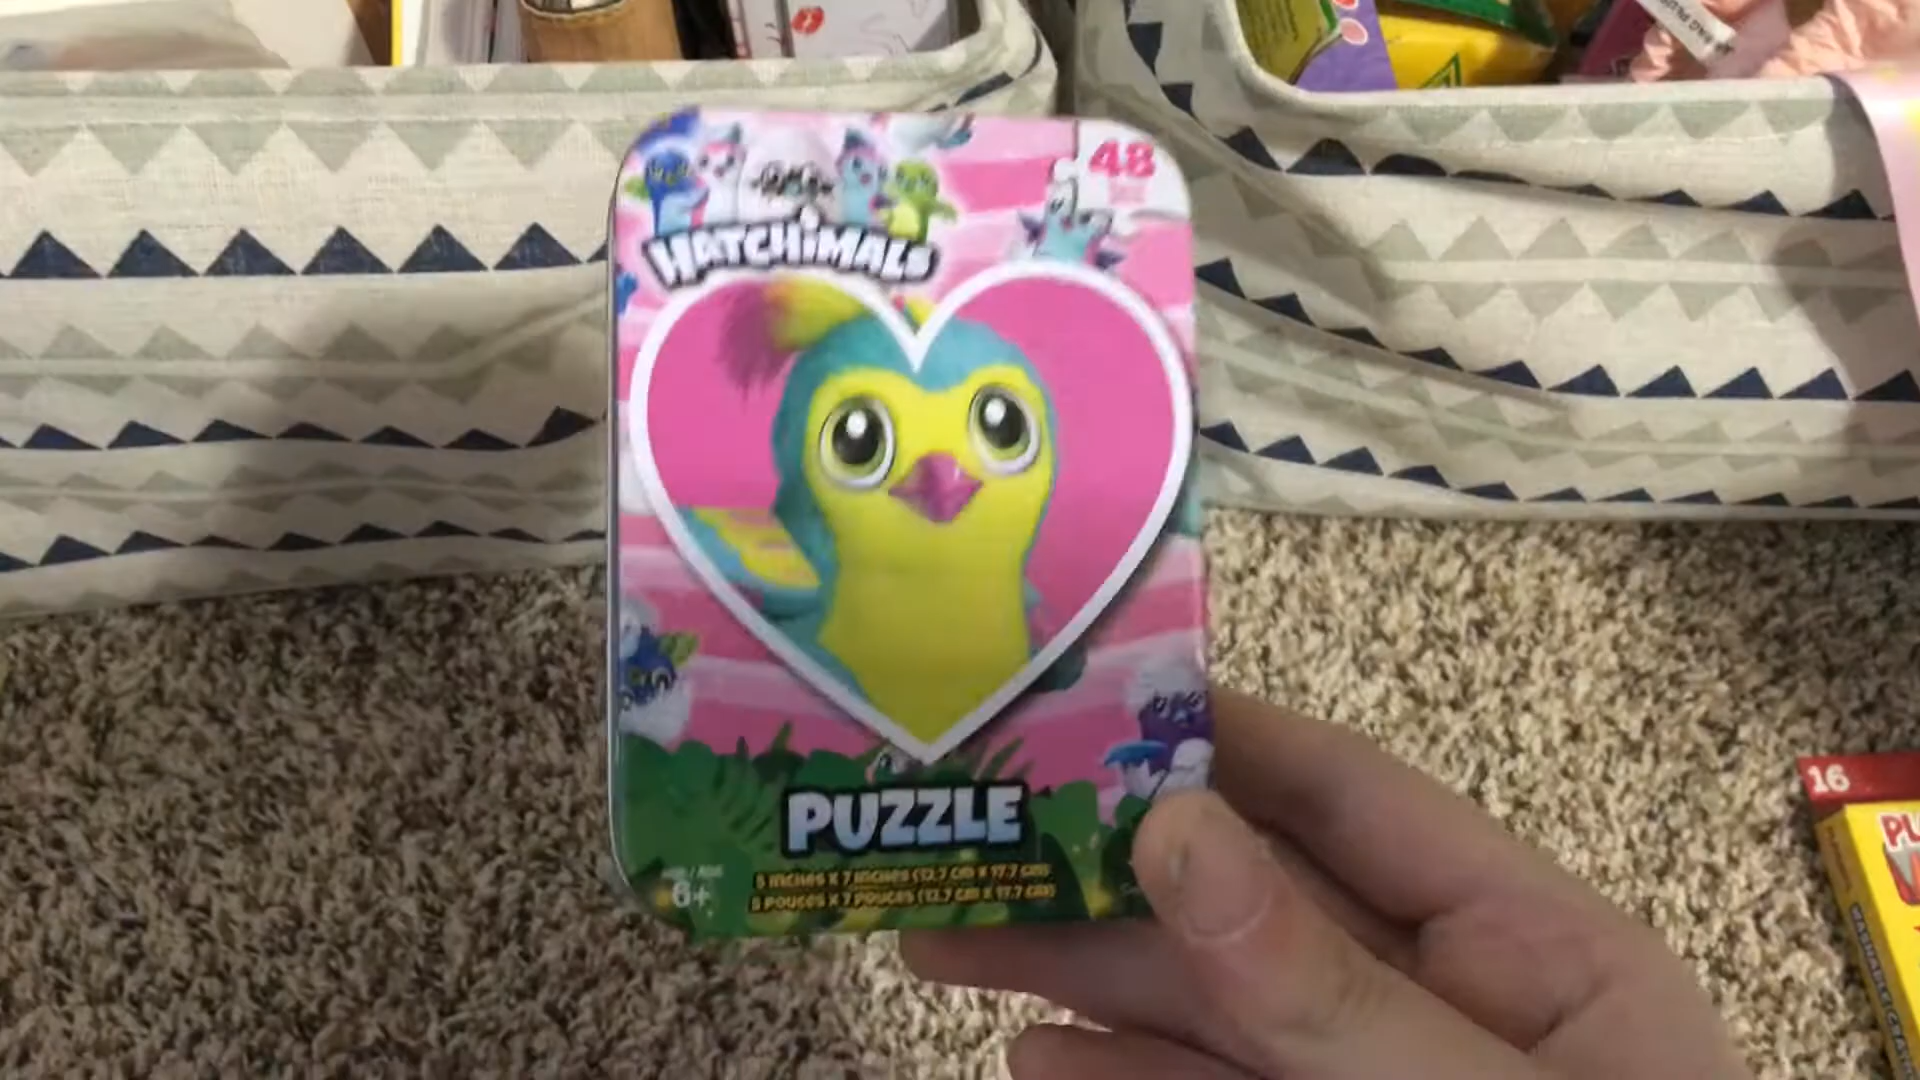 48
HATCHiMALS
PUZZLE
6+
5 INCHES X 7 INCHES (12.7 CM X 17.7 CM)
5 POUCES X 7 POUCES (12.7 CM X 17.7 CM)
16